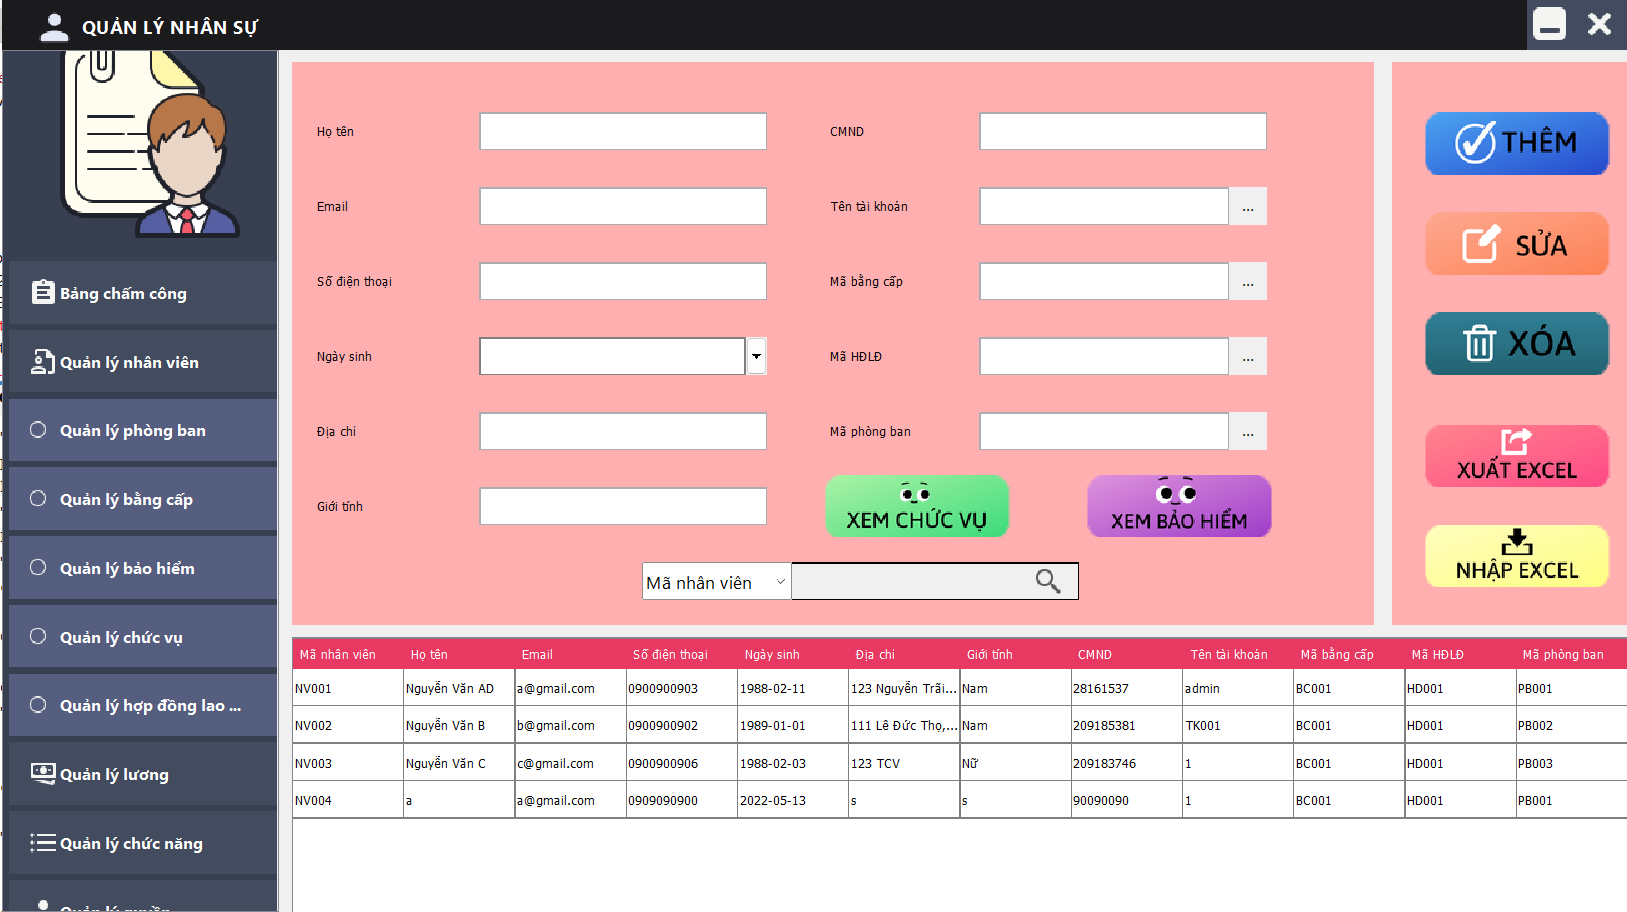 QUẢN LÝ NHÂN SỰ
Bảng chấm công
Quản lý nhân viên
Quản lý phòng ban
Quản lý bằng cấp
Quản lý bảo hiểm
Quản lý chức vụ
Quản lý hợp đồng lao ...
Quản lý lương
Quản lý chức năng
Họ tên
CMND
Email
Tên tài khoản
...
Số điện thoại
Mã bằng cấp
...
Ngày sinh
Mã HĐLĐ
...
Địa chỉ
Mã phòng ban
...
Giới tính
XEM CHỨC VỤ
XEM BẢO HIỂM
Mã nhân viên
THÊM
SỬA
XÓA
XUẤT EXCEL
NHẬP EXCEL
Mã nhân viên Họ tên Email Số điện thoại Ngày sinh Địa chỉ Giới tính CMND Tên tài khoản Mã bằng cấp Mã HĐLĐ Mã phòng ban
NV001 Nguyễn Văn AD a@gmail.com 0900900903 1988-02-11 123 Nguyễn Trãi... Nam 28161537 admin BC001 HD001 PB001
NV002 Nguyễn Văn B b@gmail.com 0900900902 1989-01-01 111 Lê Đức Thọ,... Nam 209185381 TK001 BC001 HD001 PB002
NV003 Nguyễn Văn C c@gmail.com 0900900906 1988-02-03 123 TCV Nữ 209183746 1 BC001 HD001 PB003
NV004 a a@gmail.com 0909090900 2022-05-13 s s 90090090 1 BC001 HD001 PB001